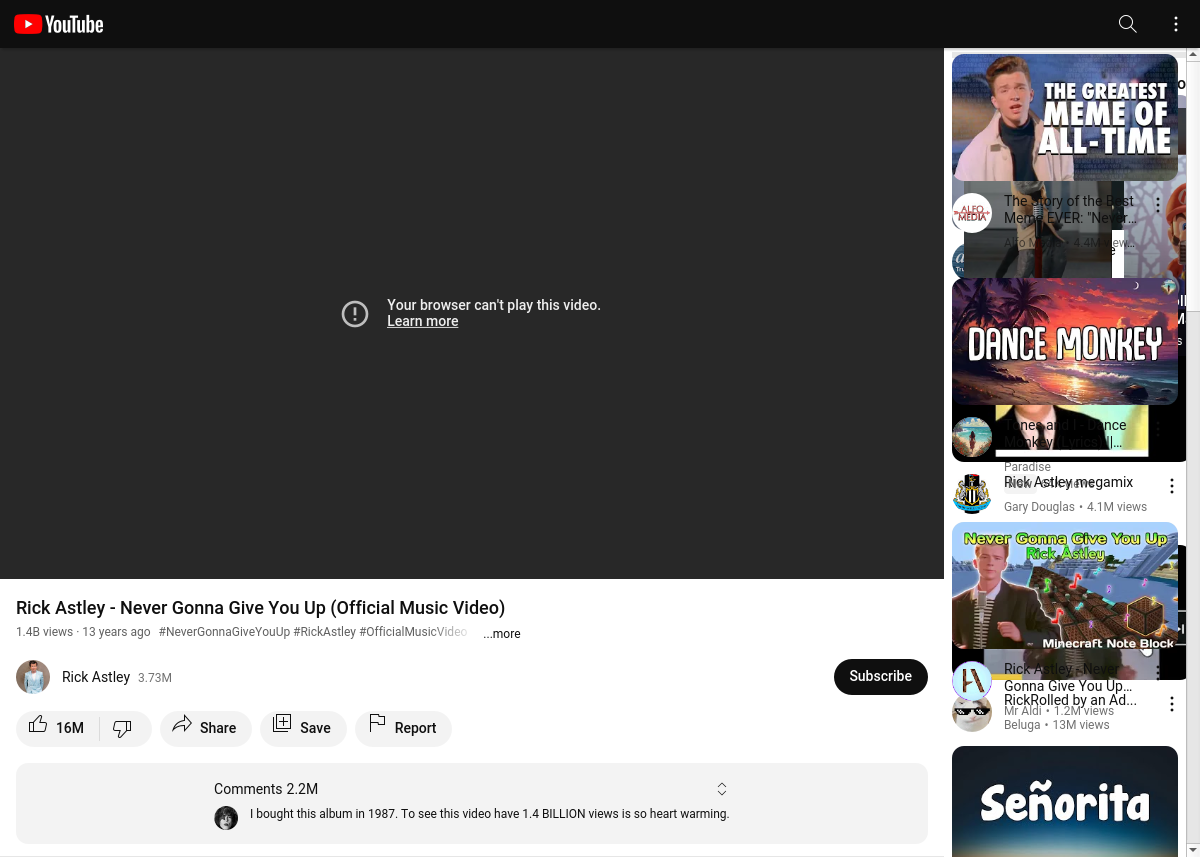 YouTube
Your browser can't play this video.
Learn more
Rick Astley - Never Gonna Give You Up (Official Music Video)
1.4B views · 13 years ago #NeverGonnaGiveYouUp #RickAstley #OfficialMusicVideo ...more
Rick Astley 3.73M
Subscribe
16M
Share
Save
Report
Comments 2.2M
I bought this album in 1987. To see this video have 1.4 BILLION views is so heart warming.
THE GREATEST
MEME OF
ALL-TIME
ALFO
MEDIA
The Story of the Best
Meme EVER: "Never...
DANCE MONKEY
Tones and I - Dance
Monkey (Lyrics) ||...
Paradise
Rick Astley megamix
Gary Douglas • 4.1M views
Never Gonna Give You Up
Rick Astley
Minecraft Note Block
Rick Astley - Never
Gonna Give You Up...
RickRolled by an Ad...
Mr Aldi • 1.2M views
Beluga • 13M views
Señorita